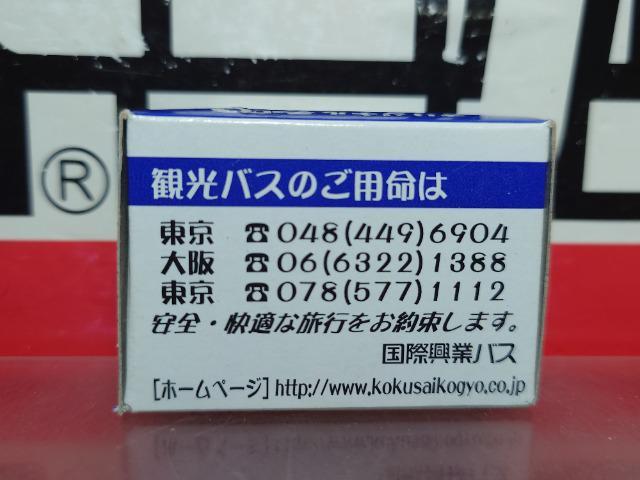 観光バスのご用命は
東京 ☎048(449)6904
大阪 ☎06(6322)1388
東京 ☎078(577)1112
安全・快適な旅行をお約束します。
国際興業バス
[ホームページ]http://www.kokusaikogyo.co.jp
®